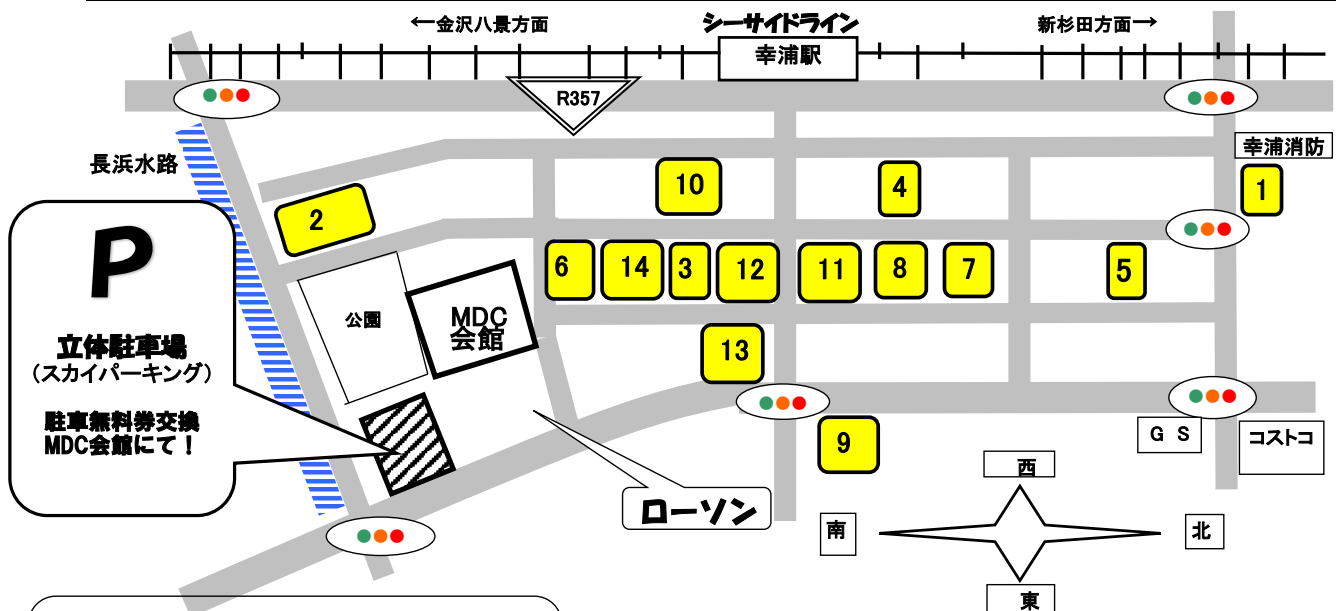 ←金沢八景方面
シーサイドライン
新杉田方面→
幸浦駅
R357
長浜水路
幸浦消防
1
2
10
4
P
立体駐車場
（スカイパーキング）
駐車無料券交換
MDC会館にて！
公園
MDC
会館
6
14
3
12
11
8
7
5
13
9
G S
コストコ
ローソン
西
南
北
東